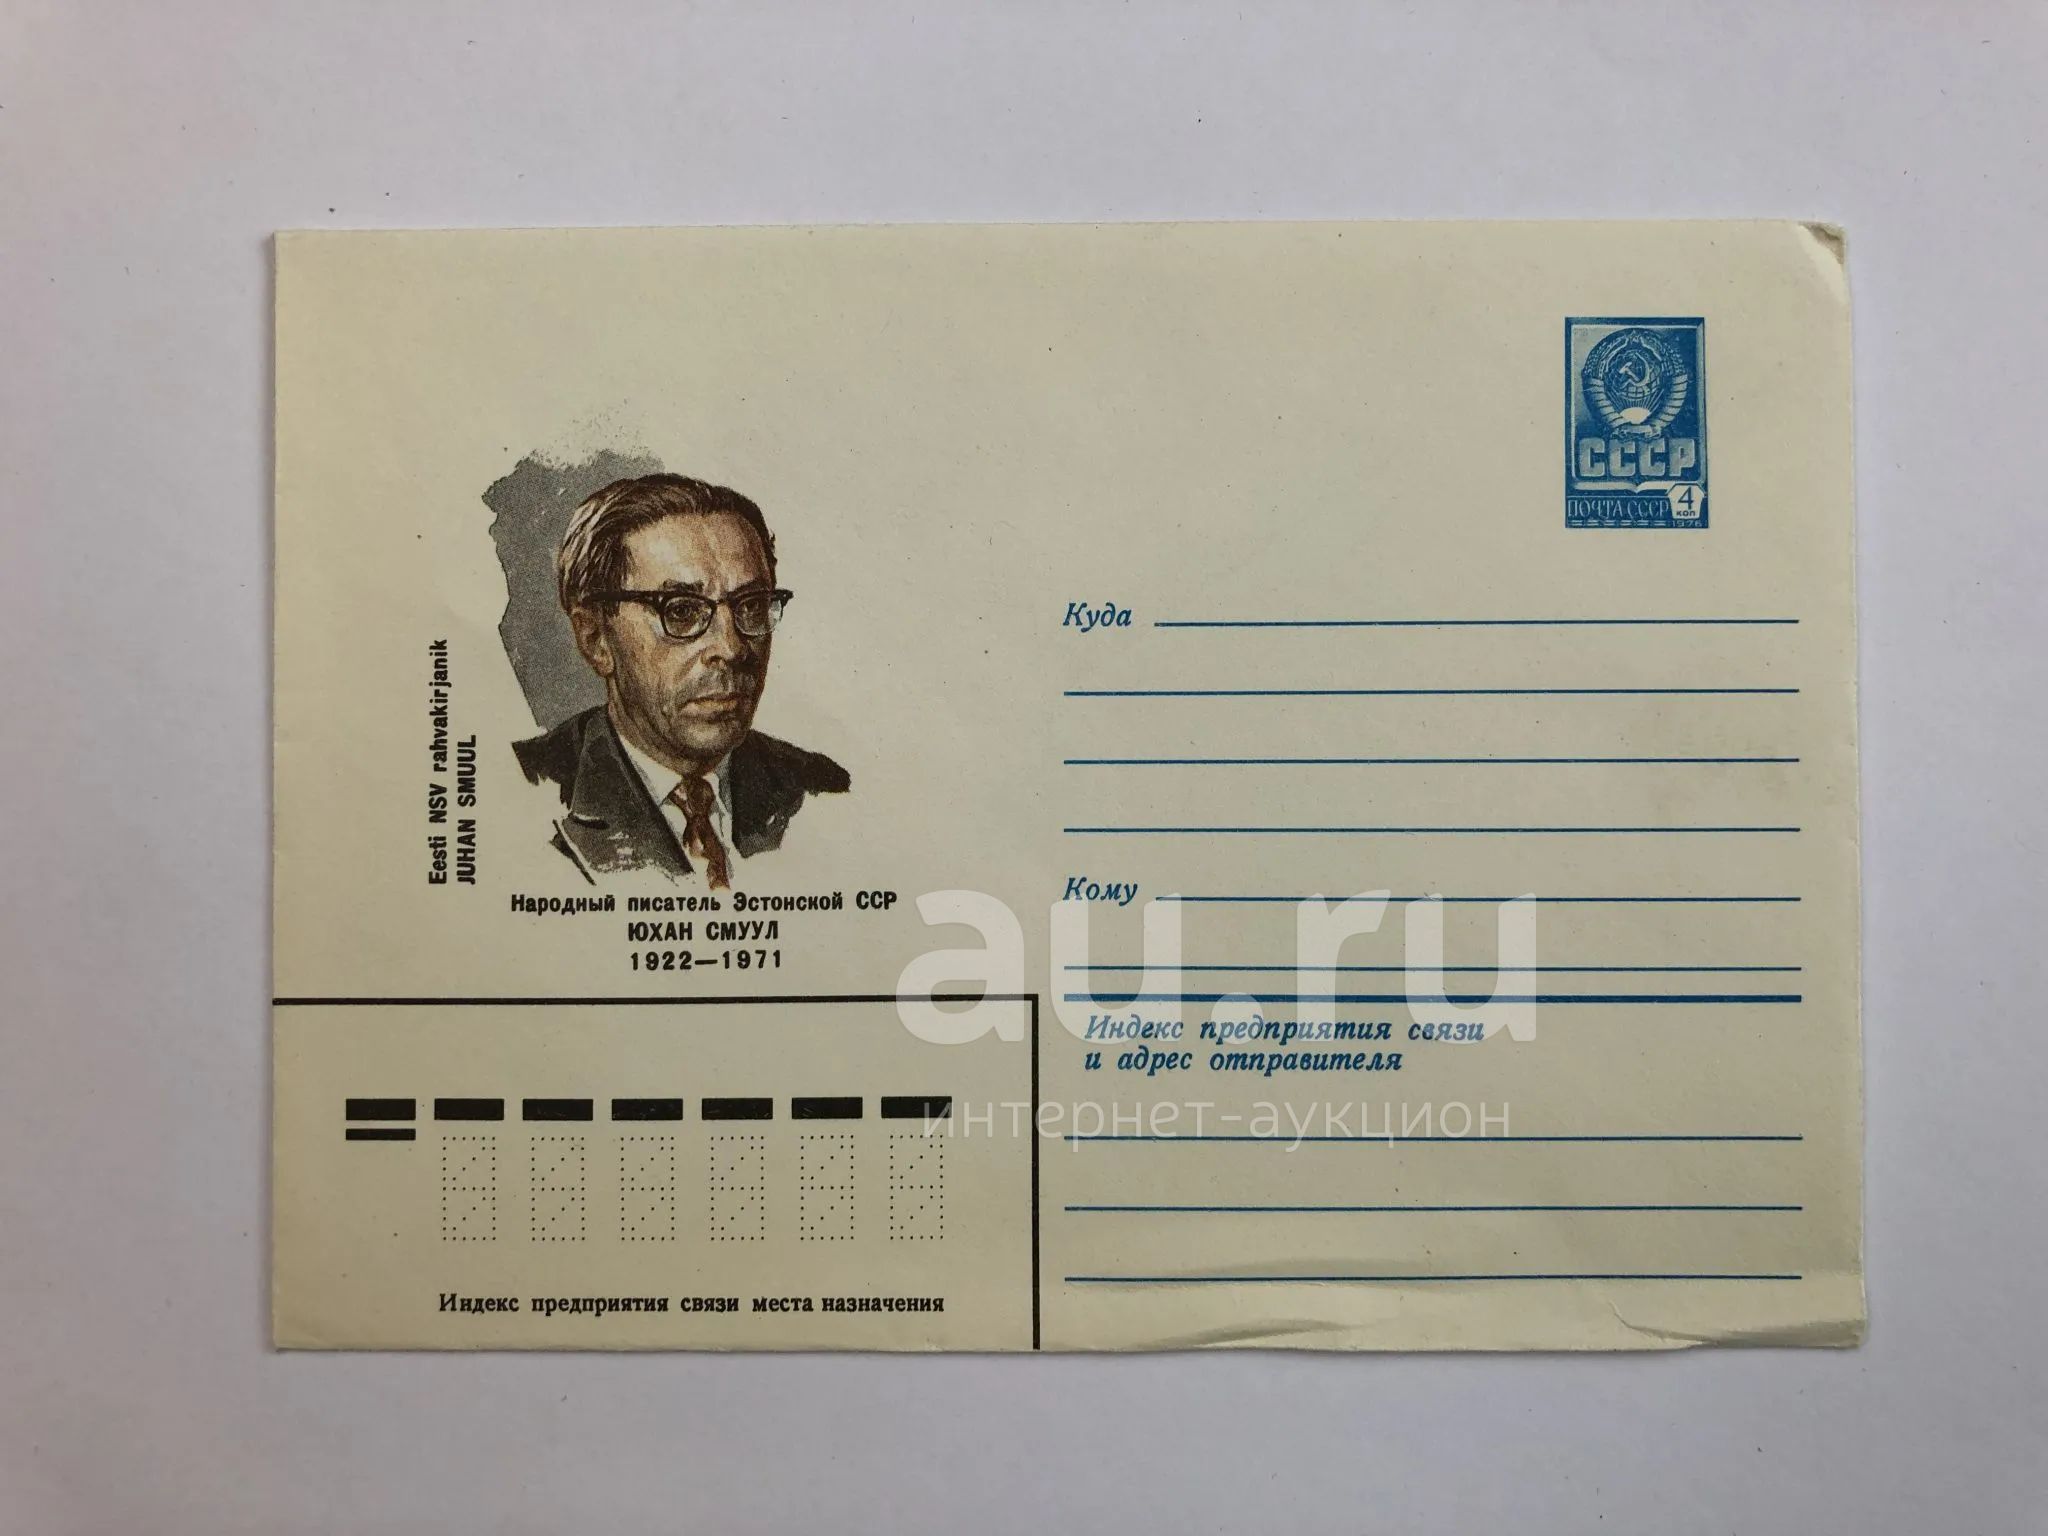 СССР
ПОЧТА СССР 4 коп
1976
Eesti NSV rahvakirjanik
JUHAN SMUUL
Народный писатель Эстонской ССР
ЮХАН СМУУЛ
1922—1971
Куда
Кому
Индекс предприятия связи
и адрес отправителя
Индекс предприятия связи места назначения
au.ru
интернет-аукцион